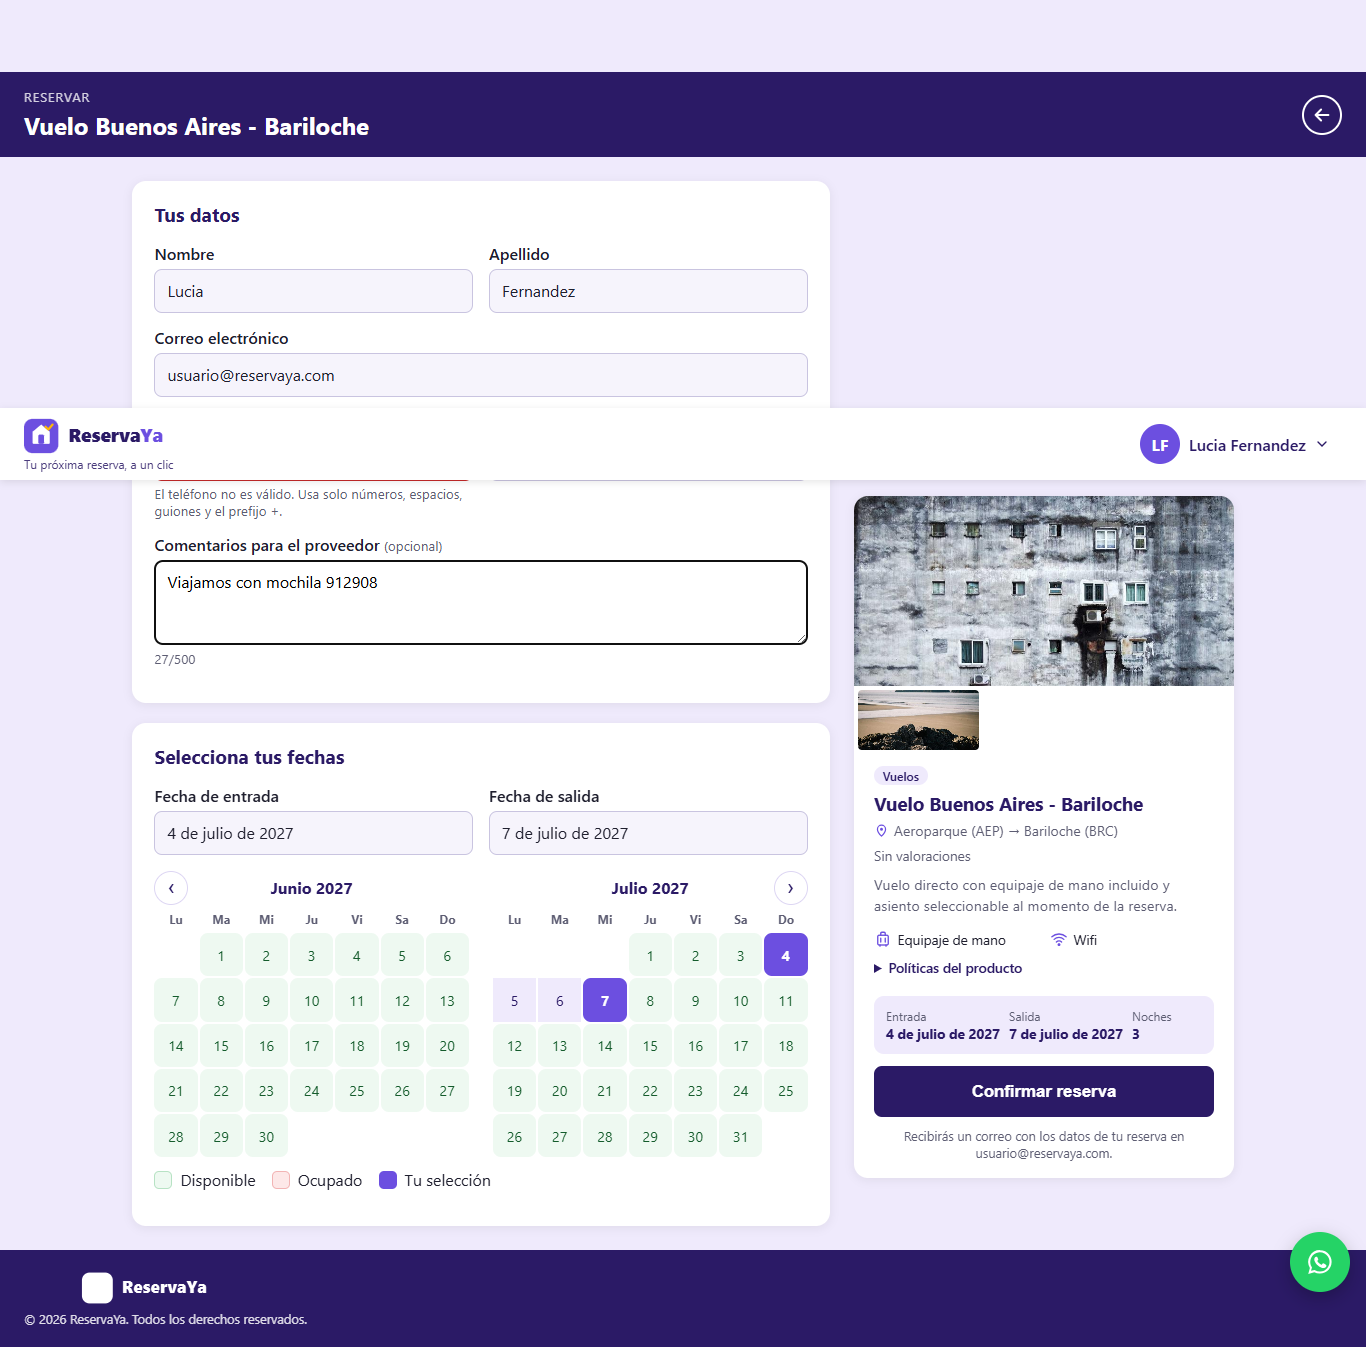 RESERVAR
Vuelo Buenos Aires - Bariloche
Tus datos
Nombre
Apellido
Lucia
Fernandez
Correo electrónico
usuario@reservaya.com
ReservaYa
Tu próxima reserva, a un clic
LF
Lucia Fernandez
El teléfono no es válido. Usa solo números, espacios,
guiones y el prefijo +.
Comentarios para el proveedor (opcional)
Viajamos con mochila 912908
27/500
Selecciona tus fechas
Fecha de entrada
Fecha de salida
4 de julio de 2027
7 de julio de 2027
Junio 2027
Lu Ma Mi Ju Vi Sa Do
1 2 3 4 5 6
7 8 9 10 11 12 13
14 15 16 17 18 19 20
21 22 23 24 25 26 27
28 29 30
Julio 2027
Lu Ma Mi Ju Vi Sa Do
1 2 3 4
5 6 7 8 9 10 11
12 13 14 15 16 17 18
19 20 21 22 23 24 25
26 27 28 29 30 31
Disponible
Ocupado
Tu selección
Vuelos
Vuelo Buenos Aires - Bariloche
Aeroparque (AEP) → Bariloche (BRC)
Sin valoraciones
Vuelo directo con equipaje de mano incluido y
asiento seleccionable al momento de la reserva.
Equipaje de mano
Wifi
Políticas del producto
Entrada
Salida
Noches
4 de julio de 2027
7 de julio de 2027
3
Confirmar reserva
Recibirás un correo con los datos de tu reserva en
usuario@reservaya.com.
ReservaYa
© 2026 ReservaYa. Todos los derechos reservados.